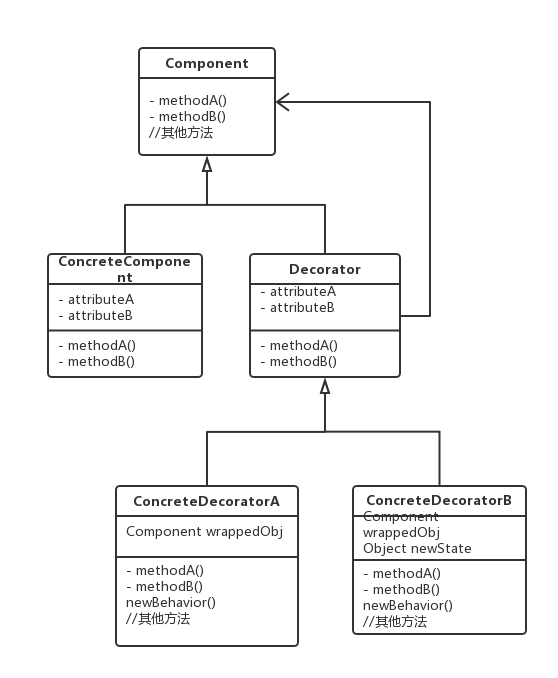 Component
- methodA()
- methodB()
//其他方法
ConcreteCompone
nt
- attributeA
- attributeB
- methodA()
- methodB()
Decorator
- attributeA
- attributeB
- methodA()
- methodB()
ConcreteDecoratorA
Component wrappedObj
- methodA()
- methodB()
newBehavior()
//其他方法
ConcreteDecoratorB
Component
wrappedObj
Object newState
- methodA()
- methodB()
newBehavior()
//其他方法